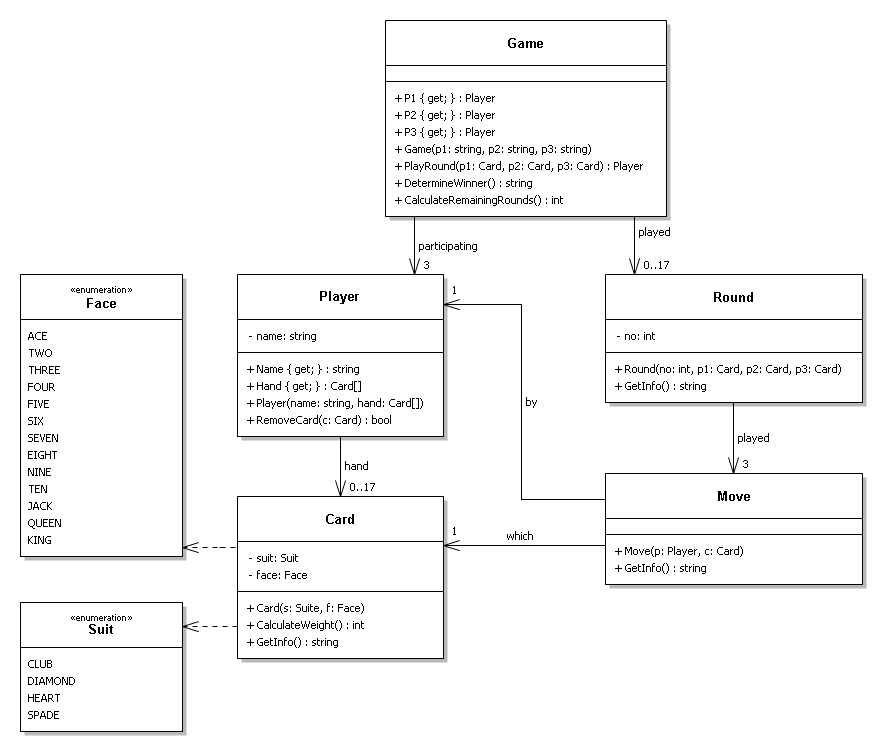 Game
+ P1 { get; } : Player
+ P2 { get; } : Player
+ P3 { get; } : Player
+ Game(p1: string, p2: string, p3: string)
+ PlayRound(p1: Card, p2: Card, p3: Card) : Player
+ DetermineWinner() : string
+ CalculateRemainingRounds() : int
participating
3
played
0..17
«enumeration»
Face
ACE
TWO
THREE
FOUR
FIVE
SIX
SEVEN
EIGHT
NINE
TEN
JACK
QUEEN
KING
Player
- name: string
+ Name { get; } : string
+ Hand { get; } : Card[]
+ Player(name: string, hand: Card[])
+ RemoveCard(c: Card) : bool
1
by
Round
- no: int
+ Round(no: int, p1: Card, p2: Card, p3: Card)
+ GetInfo() : string
hand
0..17
played
3
Card
- suit: Suit
- face: Face
+ Card(s: Suite, f: Face)
+ CalculateWeight() : int
+ GetInfo() : string
1
which
Move
+ Move(p: Player, c: Card)
+ GetInfo() : string
«enumeration»
Suit
CLUB
DIAMOND
HEART
SPADE